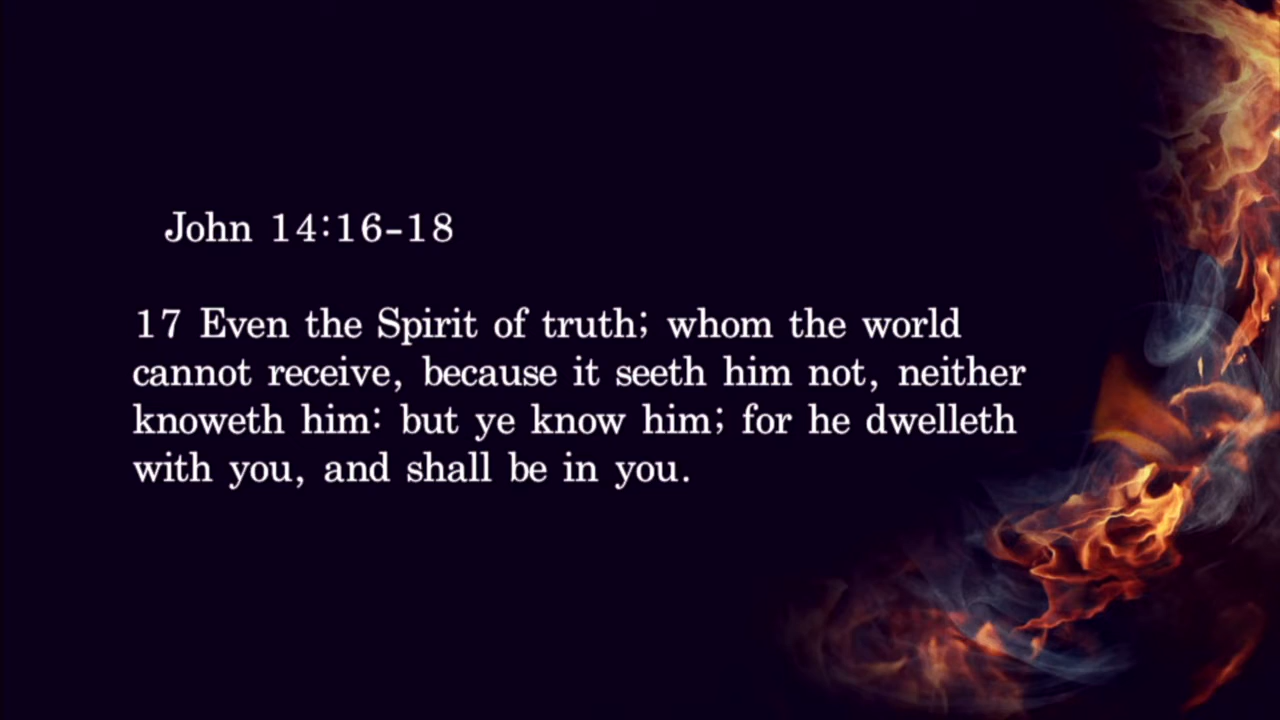 John 14:16-18
17 Even the Spirit of truth; whom the world
cannot receive, because it seeth him not, neither
knoweth him: but ye know him; for he dwelleth
with you, and shall be in you.